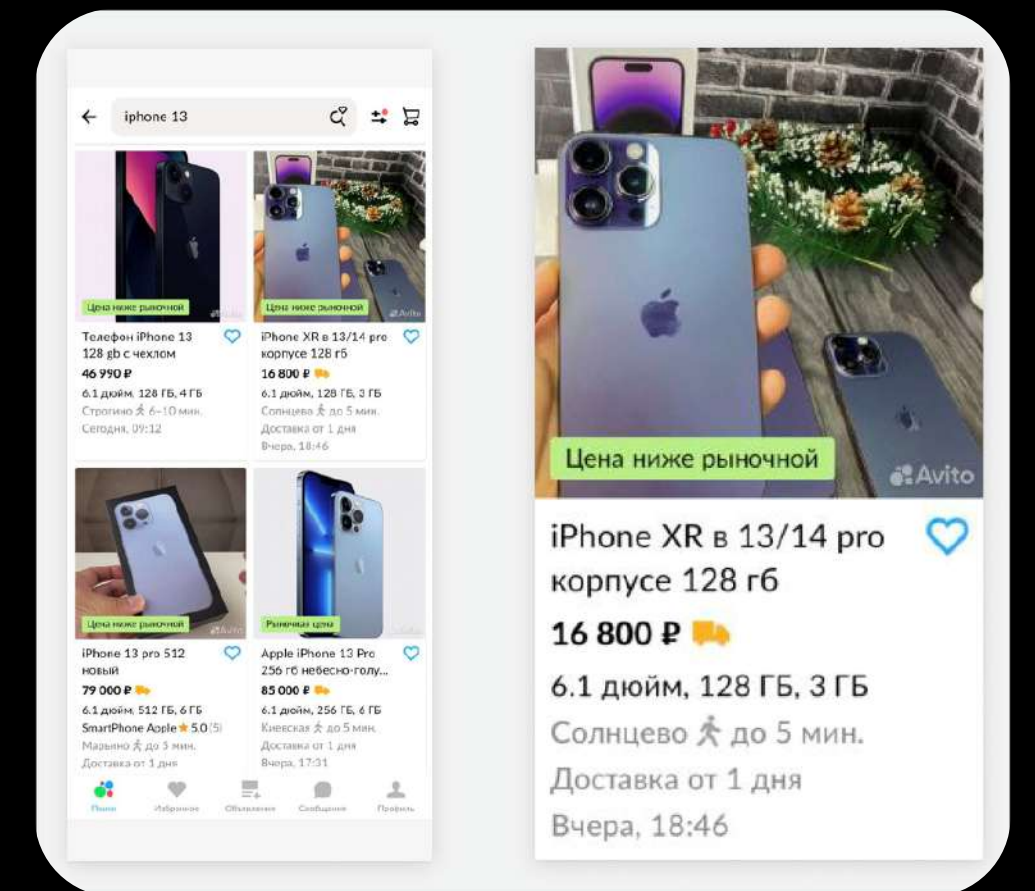 iphone 13
Цена ниже рыночной
Avito
Телефон iPhone 13
128 gb с чехлом
46 990 ₽
6.1 дюйм, 128 ГБ, 4 ГБ
Строгино 6–10 мин.
Сегодня, 09:12
Цена ниже рыночной
Avito
iPhone XR в 13/14 pro
корпусе 128 гб
16 800 ₽
6.1 дюйм, 128 ГБ, 3 ГБ
Солнцево до 5 мин.
Доставка от 1 дня
Вчера, 18:46
Цена ниже рыночной
Avito
iPhone 13 pro 512
новый
79 000 ₽
6.1 дюйм, 512 ГБ, 6 ГБ
SmartPhone Apple 5.0 (5)
Марьино до 5 мин.
Доставка от 1 дня
Рыночная цена
Apple iPhone 13 Pro
256 гб небесно-голу...
85 000 ₽
6.1 дюйм, 256 ГБ, 6 ГБ
Киевская до 5 мин.
Доставка от 1 дня
Вчера, 17:31
Поиск
Избранное
Объявления
Сообщения
Профиль
Цена ниже рыночной
Avito
iPhone XR в 13/14 pro
корпусе 128 гб
16 800 ₽
6.1 дюйм, 128 ГБ, 3 ГБ
Солнцево до 5 мин.
Доставка от 1 дня
Вчера, 18:46